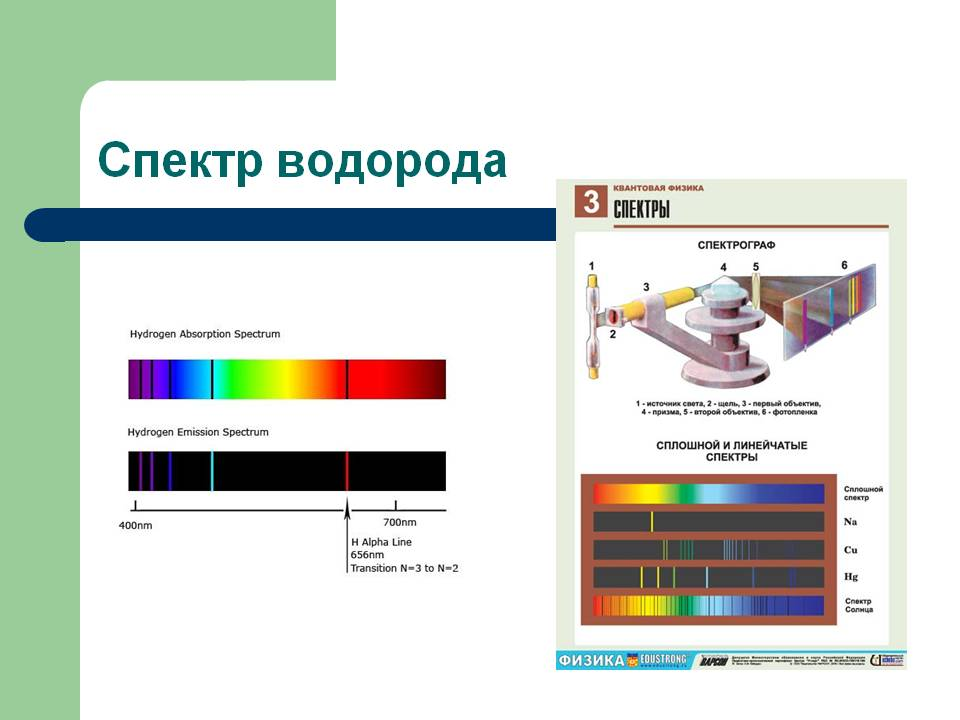 Спектр водорода
Hydrogen Absorption Spectrum
Hydrogen Emission Spectrum
400nm
700nm
H Alpha Line
656nm
Transition N=3 to N=2
3
КВАНТОВАЯ ФИЗИКА
СПЕКТРЫ
СПЕКТРОГРАФ
1
2
3
4
5
6
1 - источник света, 2 - щель, 3 - первый объектив,
4 - призма, 5 - второй объектив, 6 - фотопленка
СПЛОШНОЙ И ЛИНЕЙЧАТЫЕ
СПЕКТРЫ
Сплошной
спектр
Na
Cu
Hg
Спектр
Солнца
ФИЗИКА
EDUSTRONG
ВАРСОН